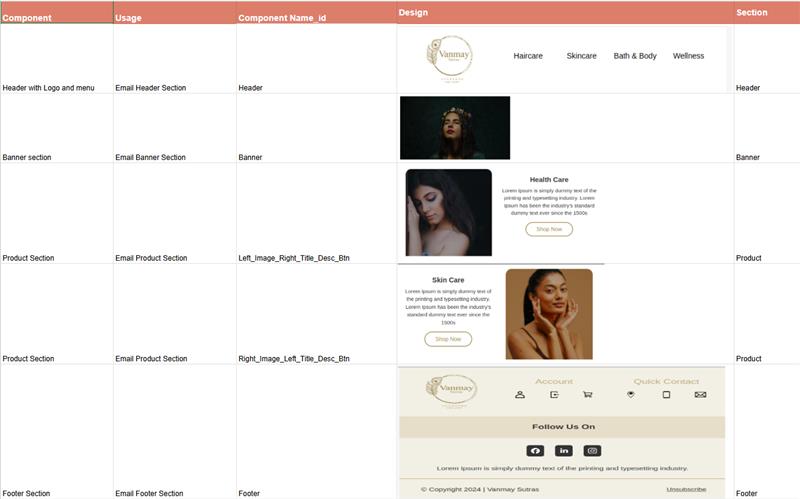 Component Usage Component Name_id Design Section
Vanmay
Sutras
Haircare Skincare Bath & Body Wellness
Header with Logo and menu Email Header Section Header Header
Banner section Email Banner Section Banner Banner
Health Care
Lorem Ipsum is simply dummy text of the
printing and typesetting industry. Lorem
Ipsum has been the industry's standard
dummy text ever since the 1500s
Shop Now
Product Section Email Product Section Left_Image_Right_Title_Desc_Btn Product
Skin Care
Lorem Ipsum is simply dummy text of
the printing and typesetting industry.
Lorem Ipsum has been the industry's
standard dummy text ever since the
1500s
Shop Now
Product Section Email Product Section Right_Image_Left_Title_Desc_Btn Product
Vanmay
Sutras
Account Quick Contact
Follow Us On
in
Lorem Ipsum is simply dummy text of the printing and typesetting industry.
© Copyright 2024 | Vanmay Sutras Unsubscribe
Footer Section Email Footer Section Footer Footer